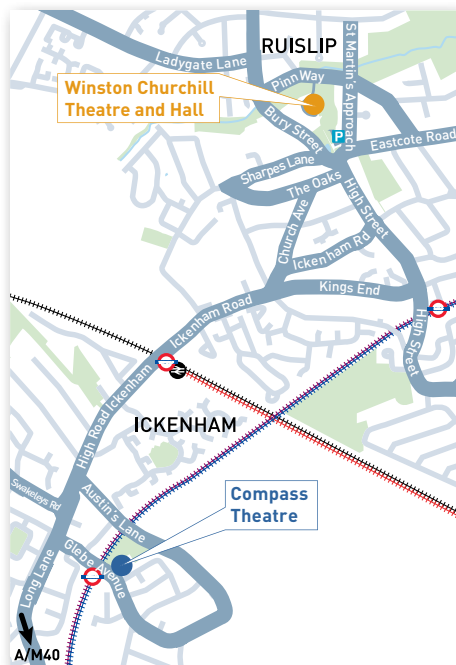 RUISLIP
Ladygate Lane
St Martin's Approach
Pinn Way
Winston Churchill
Theatre and Hall
Bury Street
P
Eastcote Road
Sharpes Lane
The Oaks
High Street
Church Ave
Ickenham Rd
Kings End
Ickenham Road
High Street
High Road Ickenham
ICKENHAM
Compass
Theatre
Swakeleys Rd
Austin's Lane
Glebe Avenue
Long Lane
A/M40